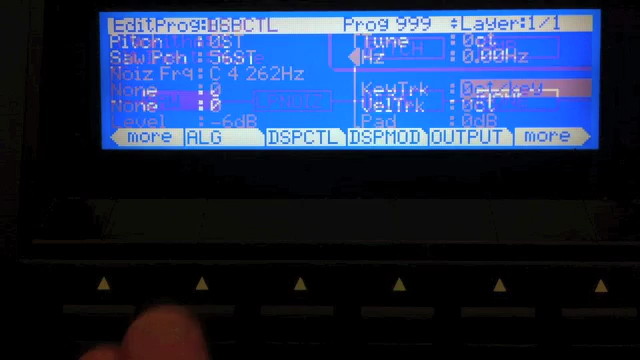 EditProg:DSPCTL Prog 999 Layer:1/1
Pitch :0ST Tune :0ct
Saw Pch :56ST Hz :0.00Hz
Noiz Frq:C 4 262Hz
None :0 KeyTrk :0ct/key
None :0 VelTrk :0ct
Level :-6dB Pad :0dB
more ALG DSPCTL DSPMOD OUTPUT more